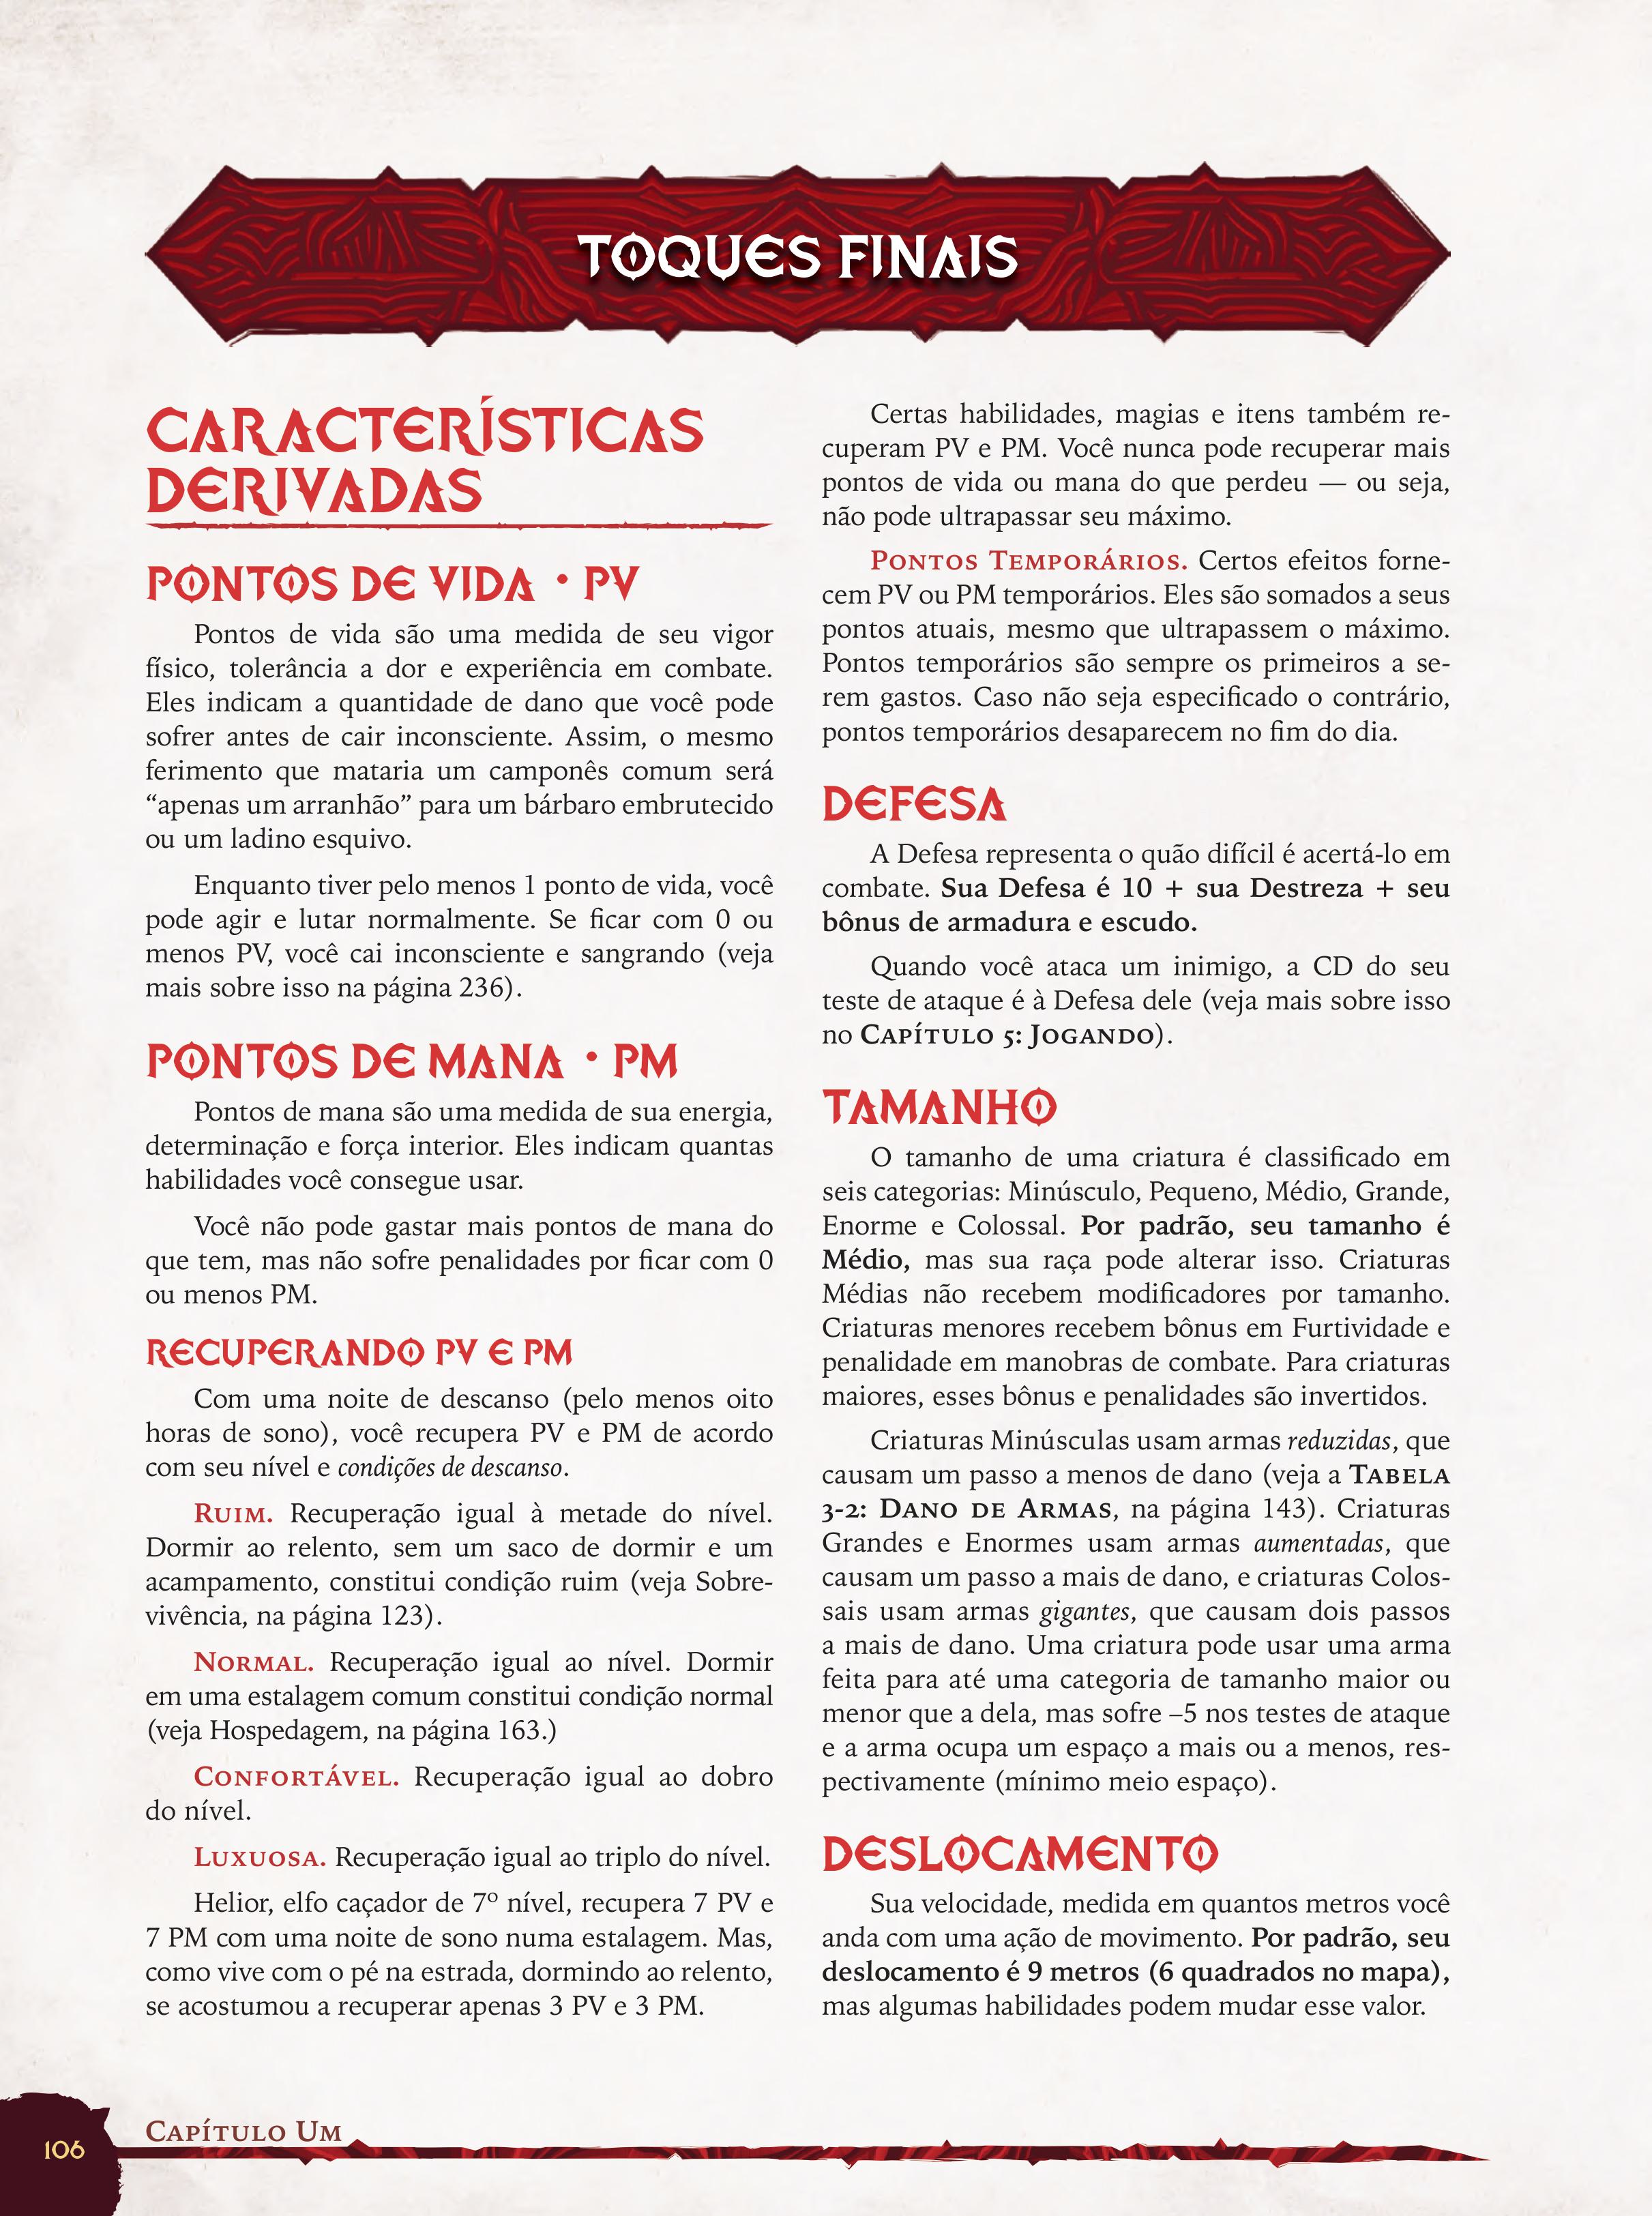 TOQUES FINAIS
CARACTERÍSTICAS
DERIVADAS
PONTOS DE VIDA • PV
Pontos de vida são uma medida de seu vigor
físico, tolerância a dor e experiência em combate.
Eles indicam a quantidade de dano que você pode
sofrer antes de cair inconsciente. Assim, o mesmo
ferimento que mataria um camponês comum será
“apenas um arranhão” para um bárbaro embrutecido
ou um ladino esquivo.
Enquanto tiver pelo menos 1 ponto de vida, você
pode agir e lutar normalmente. Se ficar com 0 ou
menos PV, você cai inconsciente e sangrando (veja
mais sobre isso na página 236).
PONTOS DE MANA • PM
Pontos de mana são uma medida de sua energia,
determinação e força interior. Eles indicam quantas
habilidades você consegue usar.
Você não pode gastar mais pontos de mana do
que tem, mas não sofre penalidades por ficar com 0
ou menos PM.
RECUPERANDO PV E PM
Com uma noite de descanso (pelo menos oito
horas de sono), você recupera PV e PM de acordo
com seu nível e condições de descanso.
Ruim. Recuperação igual à metade do nível.
Dormir ao relento, sem um saco de dormir e um
acampamento, constitui condição ruim (veja Sobre-
vivência, na página 123).
Normal. Recuperação igual ao nível. Dormir
em uma estalagem comum constitui condição normal
(veja Hospedagem, na página 163.)
Confortável. Recuperação igual ao dobro
do nível.
Luxuosa. Recuperação igual ao triplo do nível.
Helior, elfo caçador de 7º nível, recupera 7 PV e
7 PM com uma noite de sono numa estalagem. Mas,
como vive com o pé na estrada, dormindo ao relento,
se acostumou a recuperar apenas 3 PV e 3 PM.
Certas habilidades, magias e itens também re-
cuperam PV e PM. Você nunca pode recuperar mais
pontos de vida ou mana do que perdeu — ou seja,
não pode ultrapassar seu máximo.
Pontos Temporários. Certos efeitos forne-
cem PV ou PM temporários. Eles são somados a seus
pontos atuais, mesmo que ultrapassem o máximo.
Pontos temporários são sempre os primeiros a se-
rem gastos. Caso não seja especificado o contrário,
pontos temporários desaparecem no fim do dia.
DEFESA
A Defesa representa o quão difícil é acertá-lo em
combate. Sua Defesa é 10 + sua Destreza + seu
bônus de armadura e escudo.
Quando você ataca um inimigo, a CD do seu
teste de ataque é à Defesa dele (veja mais sobre isso
no Capítulo 5: Jogando).
TAMANHO
O tamanho de uma criatura é classificado em
seis categorias: Minúsculo, Pequeno, Médio, Grande,
Enorme e Colossal. Por padrão, seu tamanho é
Médio, mas sua raça pode alterar isso. Criaturas
Médias não recebem modificadores por tamanho.
Criaturas menores recebem bônus em Furtividade e
penalidade em manobras de combate. Para criaturas
maiores, esses bônus e penalidades são invertidos.
Criaturas Minúsculas usam armas reduzidas, que
causam um passo a menos de dano (veja a Tabela
3-2: Dano de Armas, na página 143). Criaturas
Grandes e Enormes usam armas aumentadas, que
causam um passo a mais de dano, e criaturas Colos-
sais usam armas gigantes, que causam dois passos
a mais de dano. Uma criatura pode usar uma arma
feita para até uma categoria de tamanho maior ou
menor que a dela, mas sofre –5 nos testes de ataque
e a arma ocupa um espaço a mais ou a menos, res-
pectivamente (mínimo meio espaço).
DESLOCAMENTO
Sua velocidade, medida em quantos metros você
anda com uma ação de movimento. Por padrão, seu
deslocamento é 9 metros (6 quadrados no mapa),
mas algumas habilidades podem mudar esse valor.
Capítulo Um
106